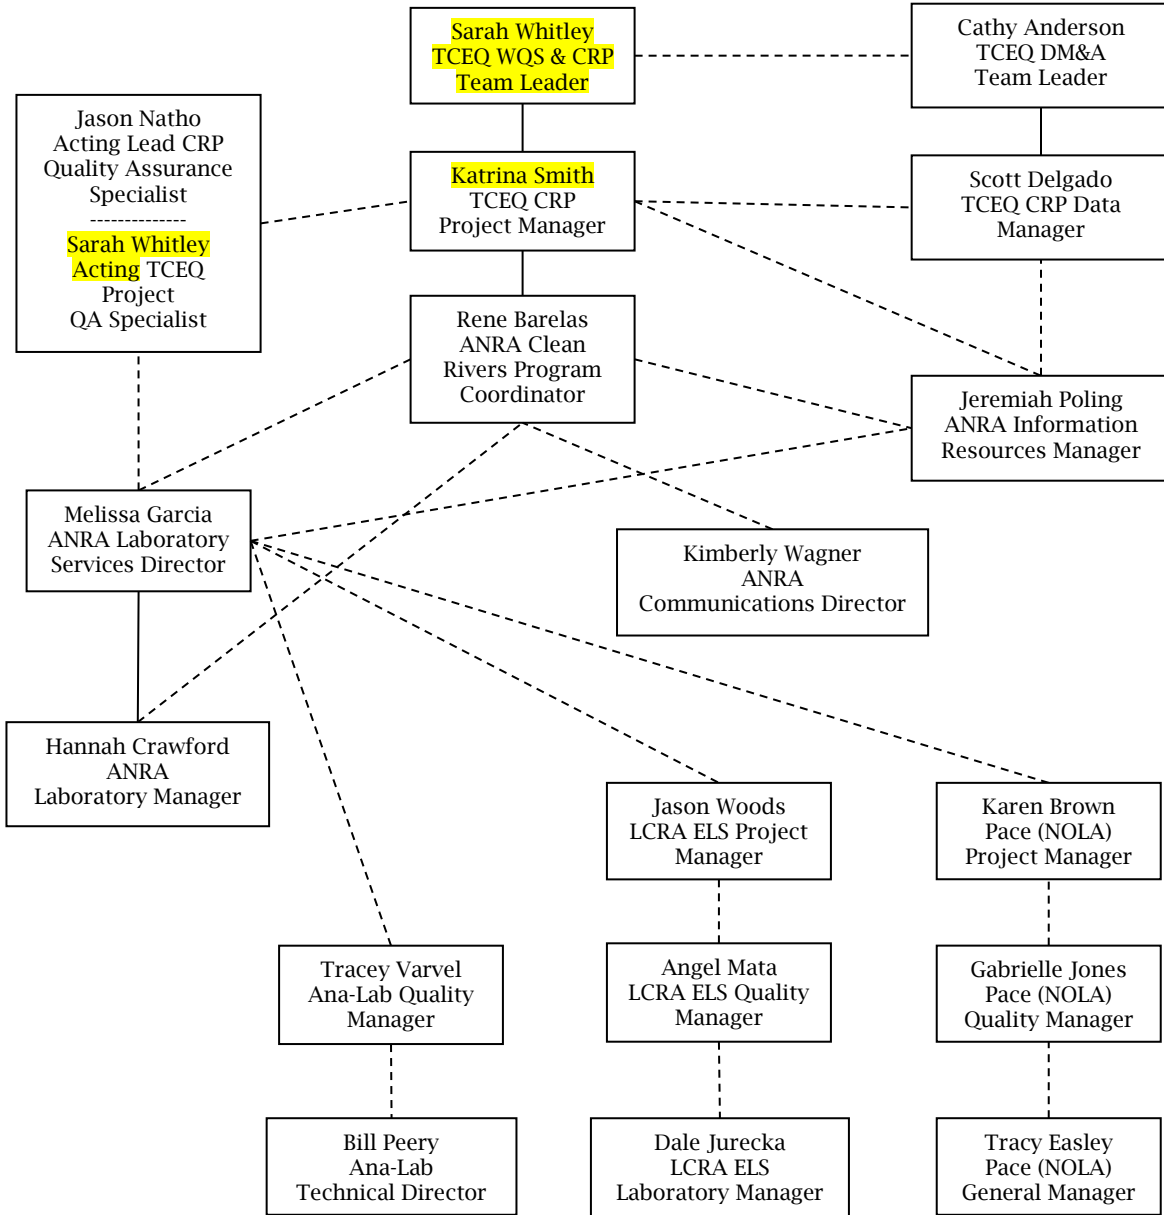 Sarah Whitley
TCEQ WQS & CRP
Team Leader
Cathy Anderson
TCEQ DM&A
Team Leader
Jason Natho
Acting Lead CRP
Quality Assurance
Specialist
--------------
Sarah Whitley
Acting TCEQ
Project
QA Specialist
Katrina Smith
TCEQ CRP
Project Manager
Scott Delgado
TCEQ CRP Data
Manager
Rene Barelas
ANRA Clean
Rivers Program
Coordinator
Jeremiah Poling
ANRA Information
Resources Manager
Melissa Garcia
ANRA Laboratory
Services Director
Kimberly Wagner
ANRA
Communications Director
Hannah Crawford
ANRA
Laboratory Manager
Jason Woods
LCRA ELS Project
Manager
Karen Brown
Pace (NOLA)
Project Manager
Tracey Varvel
Ana-Lab Quality
Manager
Angel Mata
LCRA ELS Quality
Manager
Gabrielle Jones
Pace (NOLA)
Quality Manager
Bill Peery
Ana-Lab
Technical Director
Dale Jurecka
LCRA ELS
Laboratory Manager
Tracy Easley
Pace (NOLA)
General Manager